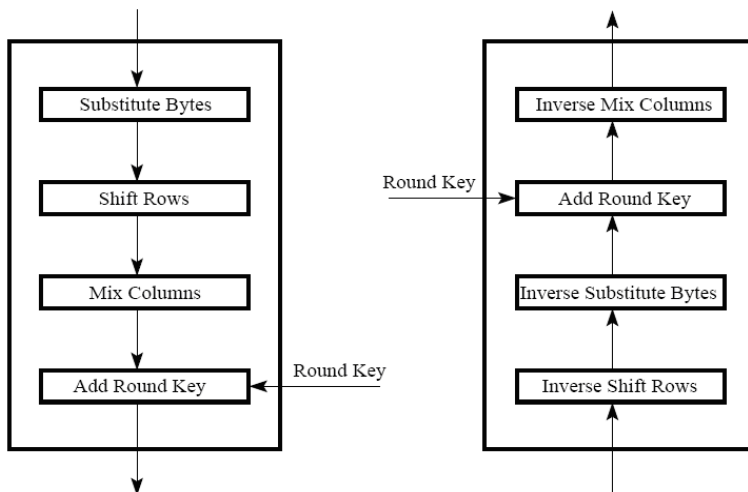 Substitute Bytes
Shift Rows
Mix Columns
Add Round Key
Round Key
Inverse Mix Columns
Round Key
Add Round Key
Inverse Substitute Bytes
Inverse Shift Rows